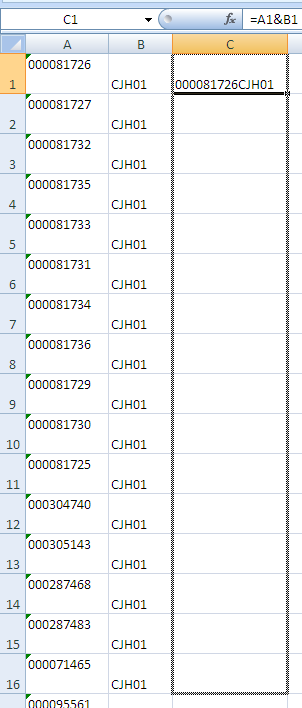 C1 fx =A1&B1
A B C
000081726
1 CJH01 000081726CJH01
000081727
2 CJH01
000081732
3 CJH01
000081735
4 CJH01
000081733
5 CJH01
000081731
6 CJH01
000081734
7 CJH01
000081736
8 CJH01
000081729
9 CJH01
000081730
10 CJH01
000081725
11 CJH01
000304740
12 CJH01
000305143
13 CJH01
000287468
14 CJH01
000287483
15 CJH01
000071465
16 CJH01
000095561